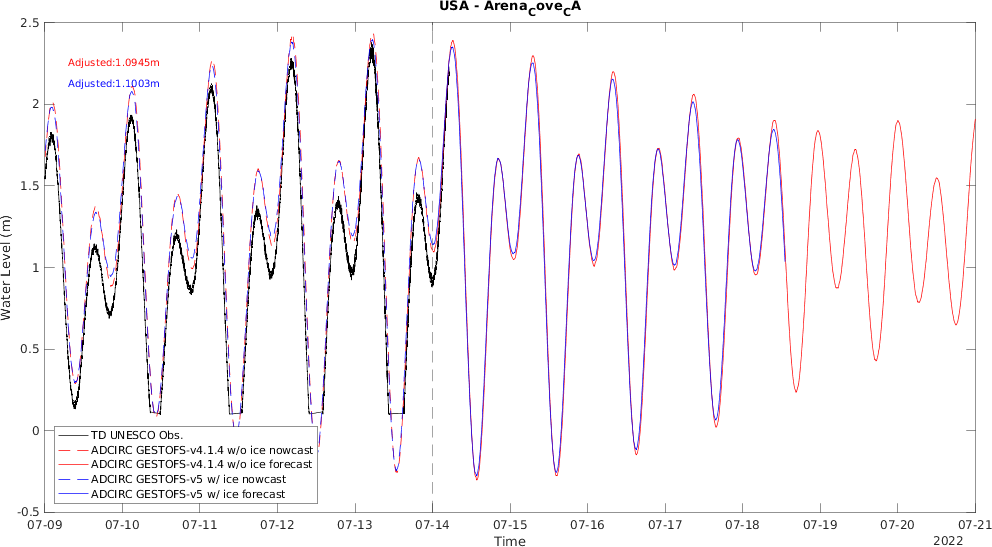 USA - ArenaCoveCA
2.5
Adjusted:1.0945m
Adjusted:1.1003m
2
1.5
Water Level (m)
1
0.5
0
TD UNESCO Obs.
ADCIRC GESTOFS-v4.1.4 w/o ice nowcast
ADCIRC GESTOFS-v4.1.4 w/o ice forecast
ADCIRC GESTOFS-v5 w/ ice nowcast
ADCIRC GESTOFS-v5 w/ ice forecast
-0.5
07-09 07-10 07-11 07-12 07-13 07-14 07-15 07-16 07-17 07-18 07-19 07-20 07-21
Time
2022